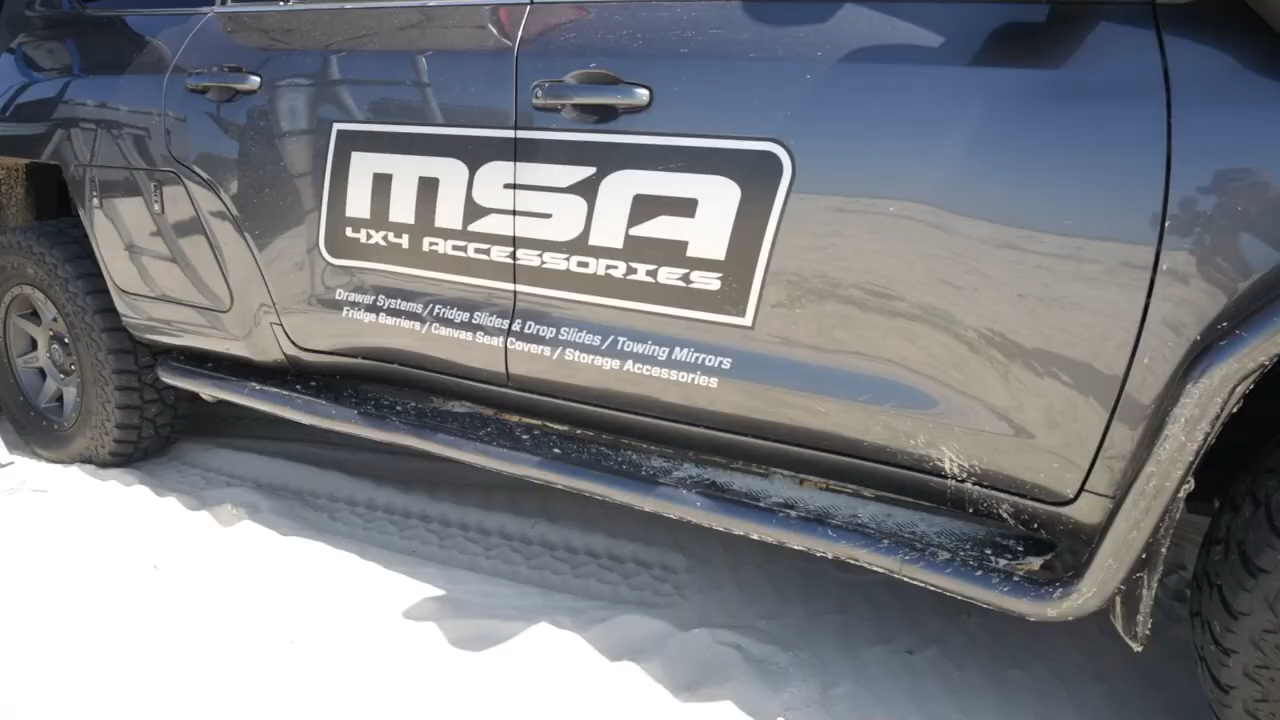 MSA
4X4 ACCESSORIES
Drawer Systems / Fridge Slides & Drop Slides / Towing Mirrors
Fridge Barriers / Canvas Seat Covers / Storage Accessories